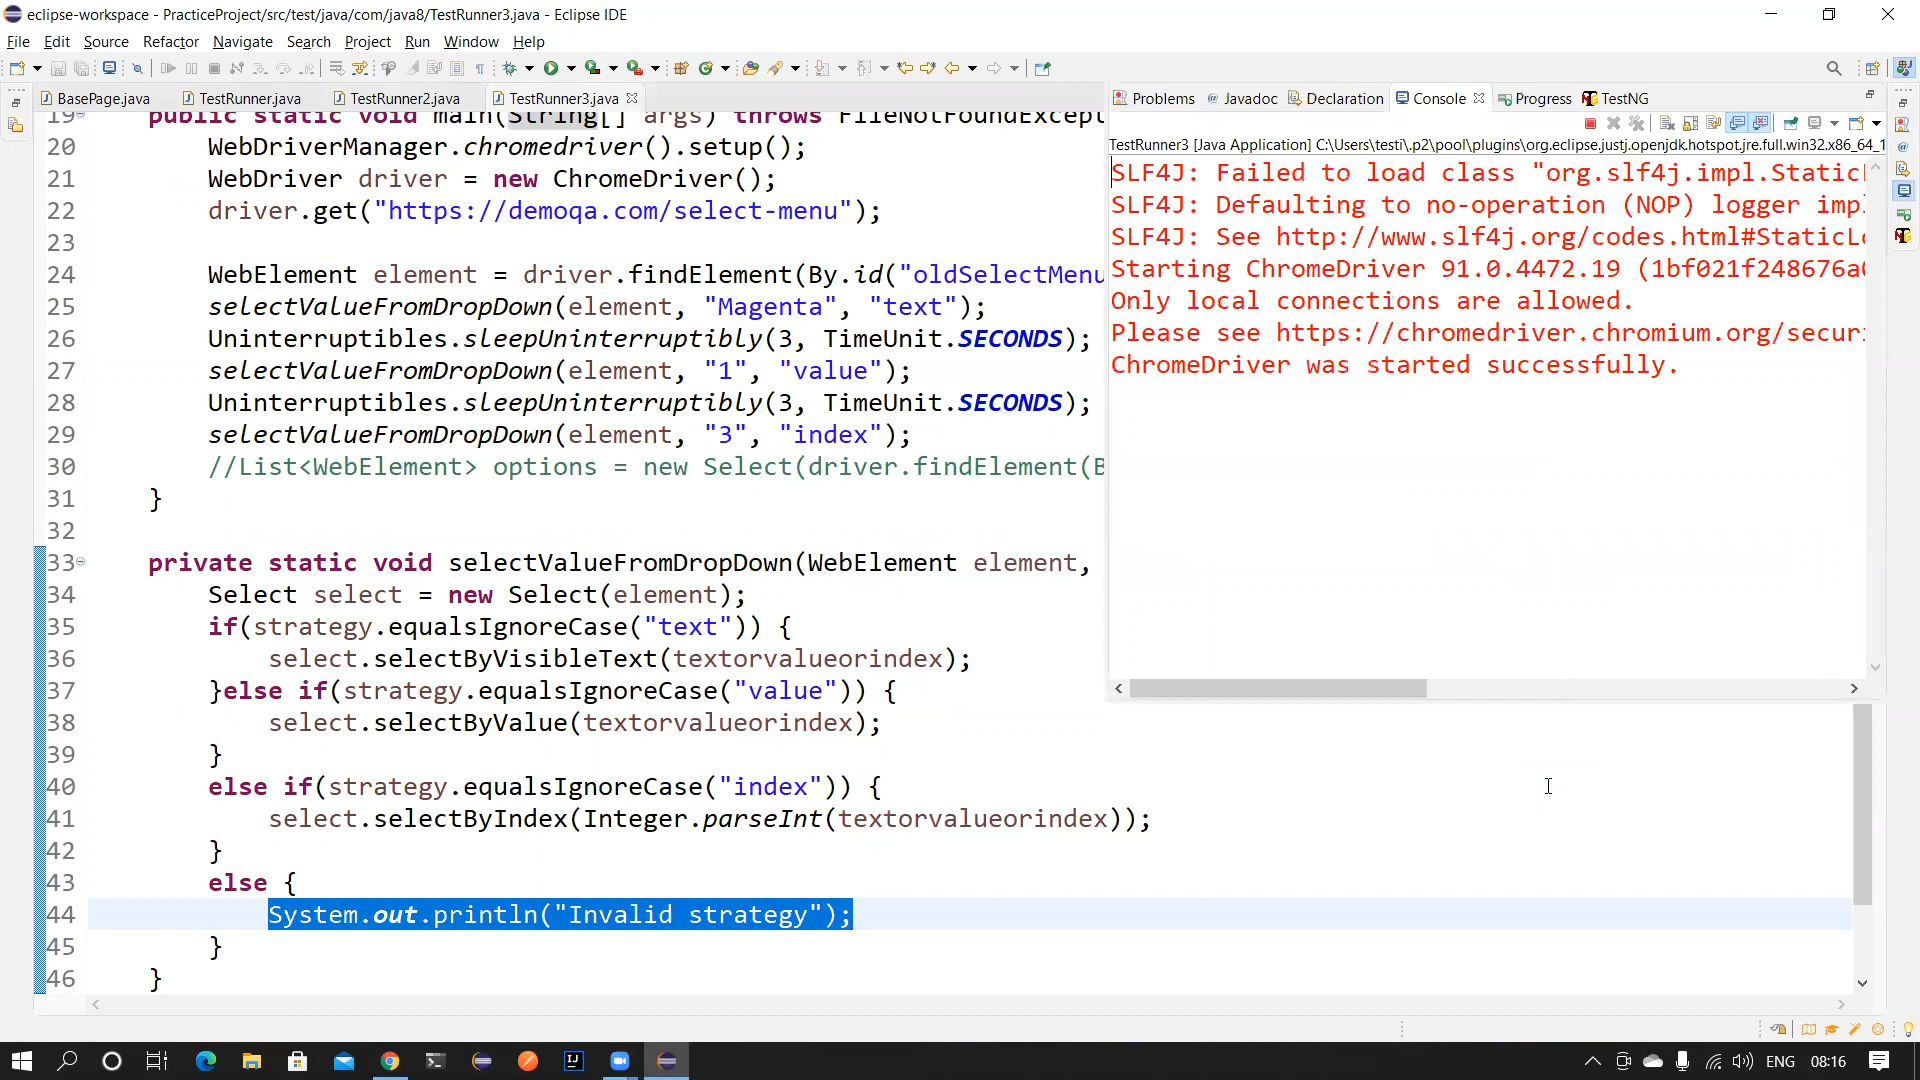 eclipse-workspace - PracticeProject/src/test/java/com/java8/TestRunner3.java - Eclipse IDE
File Edit Source Refactor Navigate Search Project Run Window Help
BasePage.java TestRunner.java TestRunner2.java TestRunner3.java
19 public static void main(String[] args) throws FileNotFoundExcept
20 WebDriverManager.chromedriver().setup();
21 WebDriver driver = new ChromeDriver();
22 driver.get("https://demoqa.com/select-menu");
23
24 WebElement element = driver.findElement(By.id("oldSelectMenu
25 selectValueFromDropDown(element, "Magenta", "text");
26 Uninterruptibles.sleepUninterruptibly(3, TimeUnit.SECONDS);
27 selectValueFromDropDown(element, "1", "value");
28 Uninterruptibles.sleepUninterruptibly(3, TimeUnit.SECONDS);
29 selectValueFromDropDown(element, "3", "index");
30 //List<WebElement> options = new Select(driver.findElement(B
31 }
32
33 private static void selectValueFromDropDown(WebElement element,
34 Select select = new Select(element);
35 if(strategy.equalsIgnoreCase("text")) {
36 select.selectByVisibleText(textorvalueorindex);
37 }else if(strategy.equalsIgnoreCase("value")) {
38 select.selectByValue(textorvalueorindex);
39 }
40 else if(strategy.equalsIgnoreCase("index")) {
41 select.selectByIndex(Integer.parseInt(textorvalueorindex));
42 }
43 else {
44 System.out.println("Invalid strategy");
45 }
46 }
Problems Javadoc Declaration Console Progress TestNG
TestRunner3 [Java Application] C:\Users\testi\.p2\pool\plugins\org.eclipse.justj.openjdk.hotspot.jre.full.win32.x86_64_1
SLF4J: Failed to load class "org.slf4j.impl.Static
SLF4J: Defaulting to no-operation (NOP) logger imp
SLF4J: See http://www.slf4j.org/codes.html#StaticL
Starting ChromeDriver 91.0.4472.19 (1bf021f248676a
Only local connections are allowed.
Please see https://chromedriver.chromium.org/secur
ChromeDriver was started successfully.
ENG 08:16